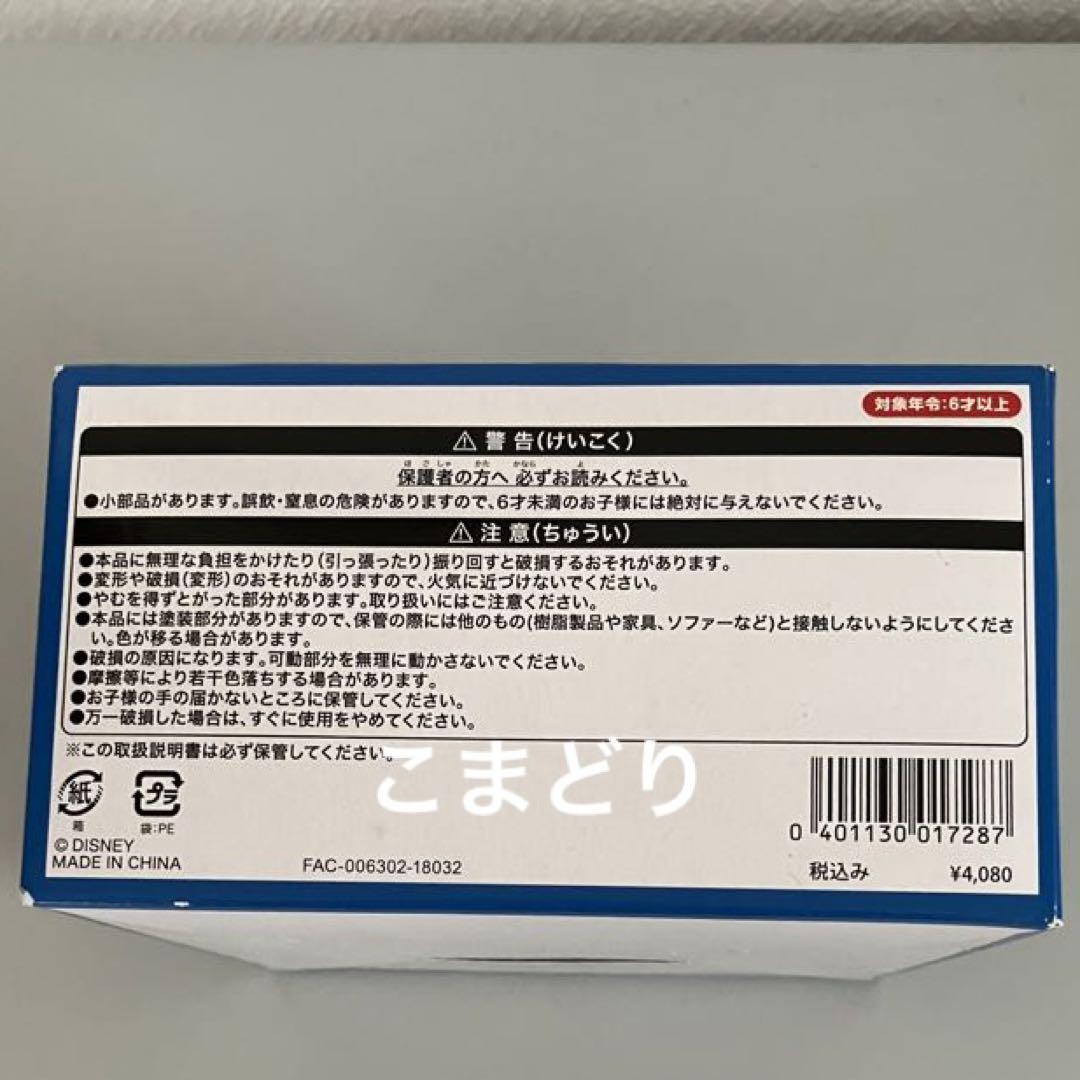 対象年令:6才以上
⚠ 警告(けいこく)
保護者の方へ 必ずお読みください。
●小部品があります。誤飲・窒息の危険がありますので、6才未満のお子様には絶対に与えないでください。
⚠ 注意(ちゅうい)
●本品に無理な負担をかけたり(引っ張ったり)振り回すと破損するおそれがあります。
●変形や破損(変形)のおそれがありますので、火気に近づけないでください。
●やむを得ずとがった部分があります。取り扱いにはご注意ください。
●本品には塗装部分がありますので、保管の際には他のもの(樹脂製品や家具、ソファーなど)と接触しないようにしてくださ
い。色が移る場合があります。
●破損の原因になります。可動部分を無理に動かさないでください。
●摩擦等により若干色落ちする場合があります。
●お子様の手の届かないところに保管してください。
●万一破損した場合は、すぐに使用をやめてください。
※この取扱説明書は必ず保管してください。
こまどり
紙 プラ
箱 袋:PE
© DISNEY
MADE IN CHINA
FAC-006302-18032
0 401130 017287
税込み ¥4,080